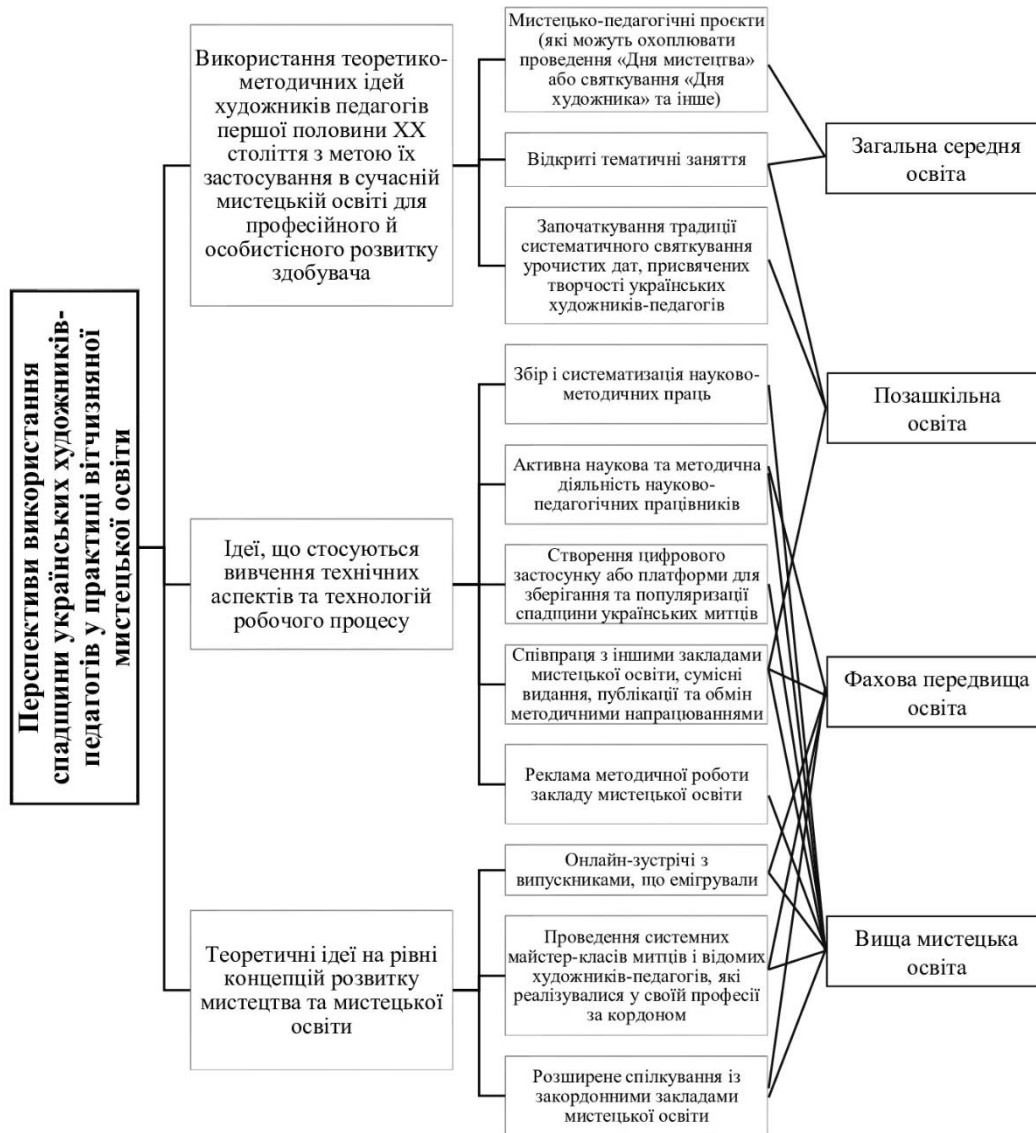 Перспективи використання
спадщини українських художників-
педагогів у практиці вітчизняної
мистецької освіти
Використання теоретико-
методичних ідей
художників педагогів
першої половини ХХ
століття з метою їх
застосування в сучасній
мистецькій освіті для
професійного й
особистісного розвитку
здобувача
Мистецько-педагогічні проєкти
(які можуть охоплювати
проведення «Дня мистецтва»
або святкування «Дня
художника» та інше)
Відкриті тематичні заняття
Започаткування традиції
систематичного святкування
урочистих дат, присвячених
творчості українських
художників-педагогів
Ідеї, що стосуються
вивчення технічних
аспектів та технологій
робочого процесу
Збір і систематизація науково-
методичних праць
Активна наукова та методична
діяльність науково-
педагогічних працівників
Створення цифрового
застосунку або платформи для
зберігання та популяризації
спадщини українських митців
Співпраця з іншими закладами
мистецької освіти, сумісні
видання, публікації та обмін
методичними напрацюваннями
Реклама методичної роботи
закладу мистецької освіти
Теоретичні ідеї на рівні
концепцій розвитку
мистецтва та мистецької
освіти
Онлайн-зустрічі з
випускниками, що емігрували
Проведення системних
майстер-класів митців і відомих
художників-педагогів, які
реалізувалися у своїй професії
за кордоном
Розширене спілкування із
закордонними закладами
мистецької освіти
Загальна середня
освіта
Позашкільна
освіта
Фахова передвища
освіта
Вища мистецька
освіта